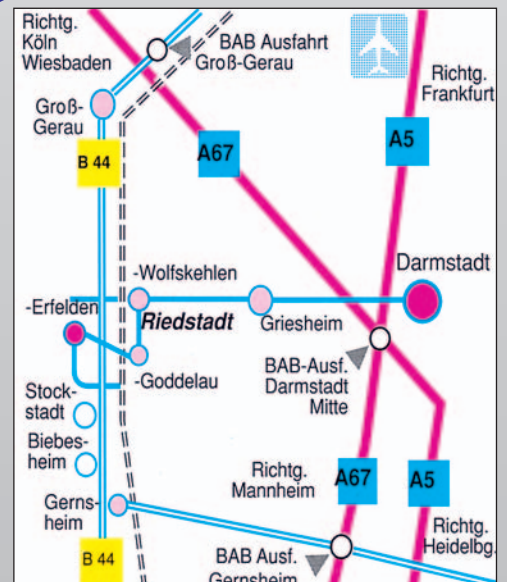 Richtg.
Köln
Wiesbaden
BAB Ausfahrt
Groß-Gerau
Richtg.
Frankfurt
Groß-
Gerau
A67
A5
B 44
-Wolfskehlen
Darmstadt
-Erfelden
Riedstadt
Griesheim
-Goddelau
BAB-Ausf.
Darmstadt
Mitte
Stock-
stadt
Biebes-
heim
Richtg.
Mannheim
A67
A5
Gerns-
heim
Richtg.
Heidelbg.
B 44
BAB Ausf.
Gernsheim